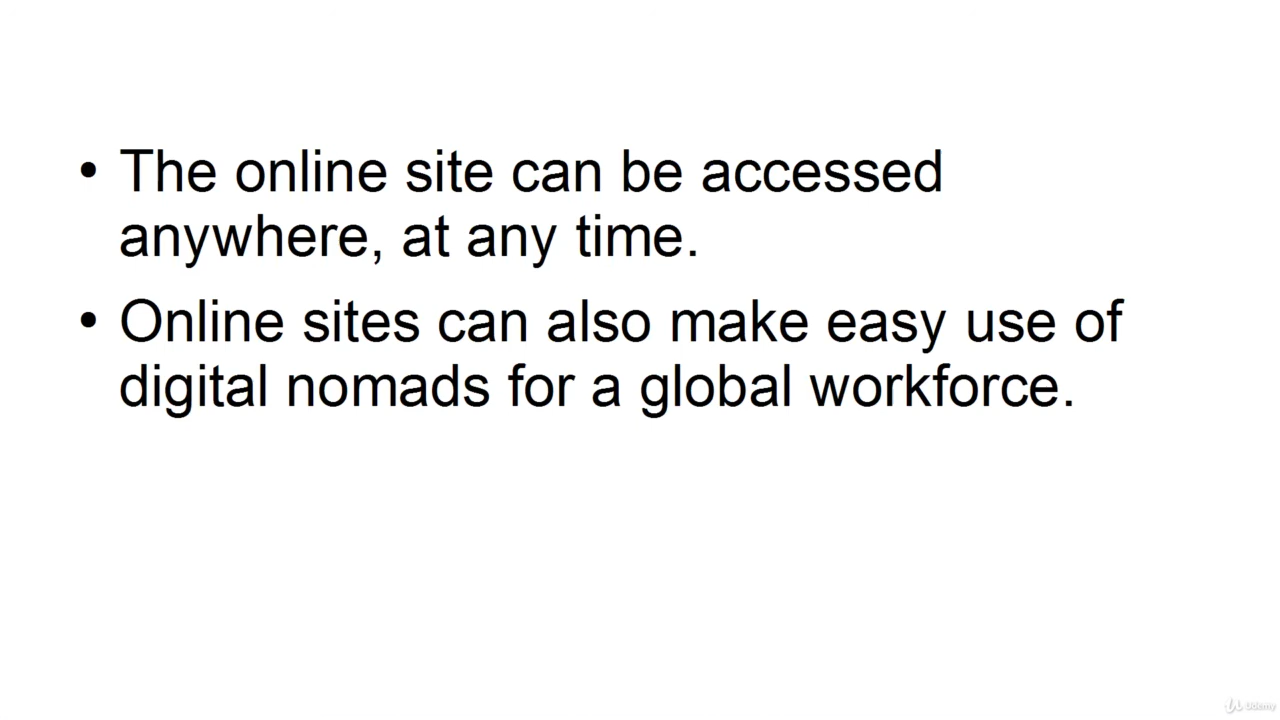 • The online site can be accessed
anywhere, at any time.
• Online sites can also make easy use of
digital nomads for a global workforce.
Udemy